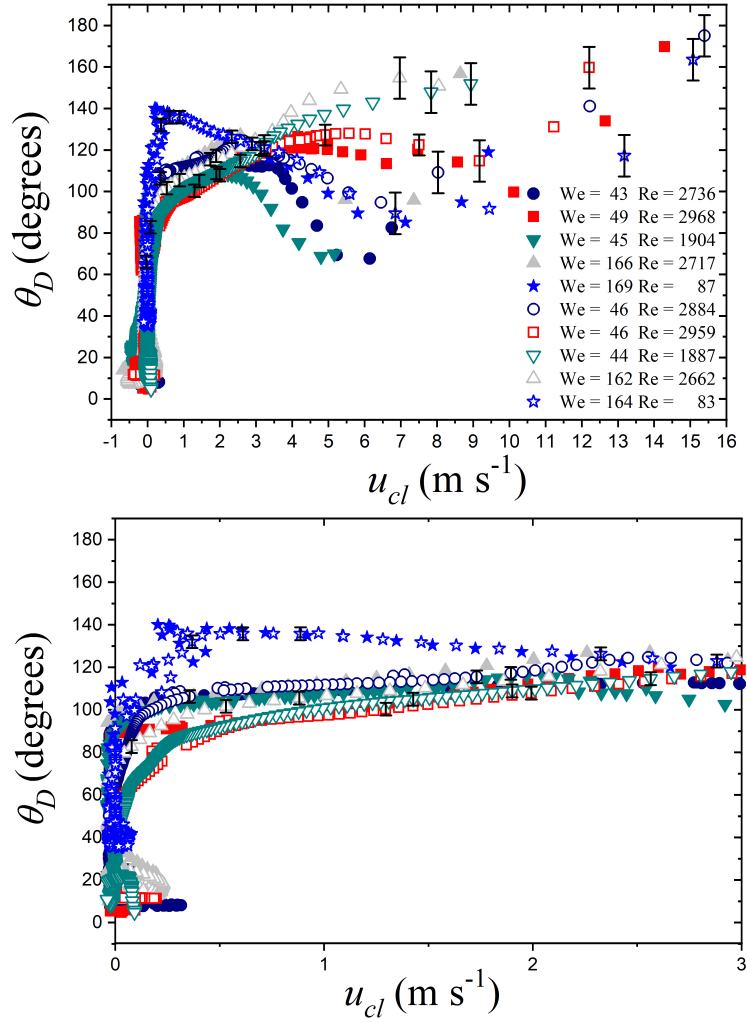 180
160
140
120
100
80
60
40
20
0
θD (degrees)
We = 43 Re = 2736
We = 49 Re = 2968
We = 45 Re = 1904
We = 166 Re = 2717
We = 169 Re = 87
We = 46 Re = 2884
We = 46 Re = 2959
We = 44 Re = 1887
We = 162 Re = 2662
We = 164 Re = 83
-1 0 1 2 3 4 5 6 7 8 9 10 11 12 13 14 15 16
ucl (m s-1)
180
160
140
120
100
80
60
40
20
0
θD (degrees)
0 1 2 3
ucl (m s-1)